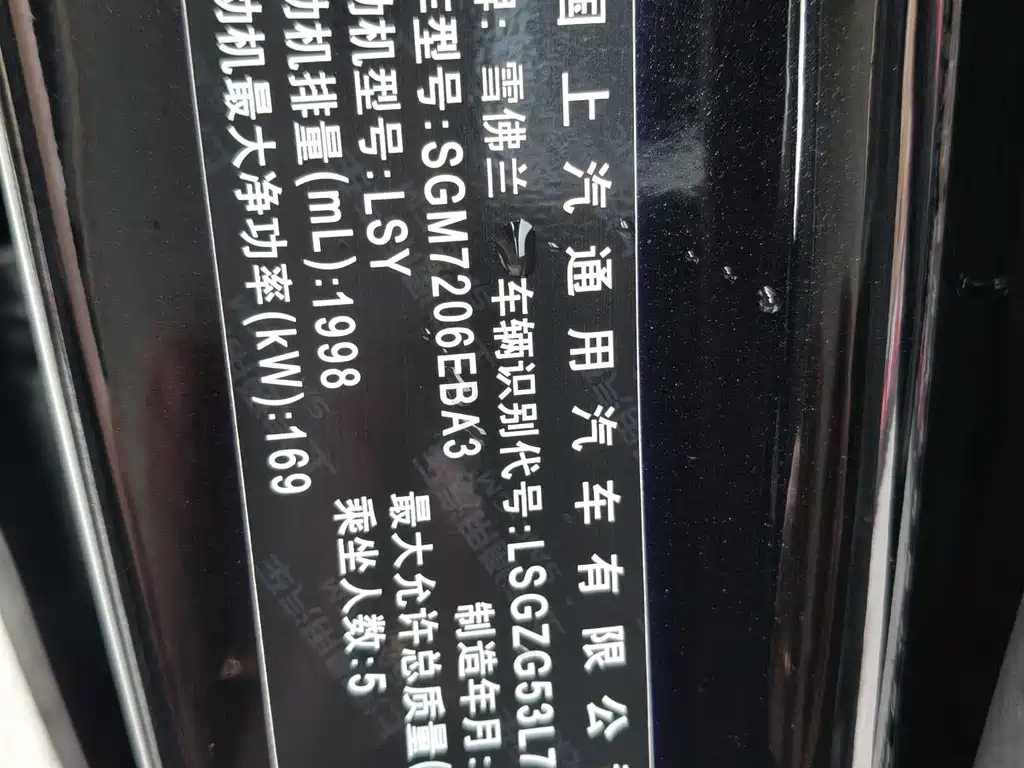 国上汽通用汽车有限公
牌:雪佛兰 车辆识别代号:LSGZG53L7
型号:SGM7206EBA3 制造年月:
机型号:LSY 最大允许总质量(
动机排量(mL):1998 乘坐人数:5
动机最大净功率(kW):169